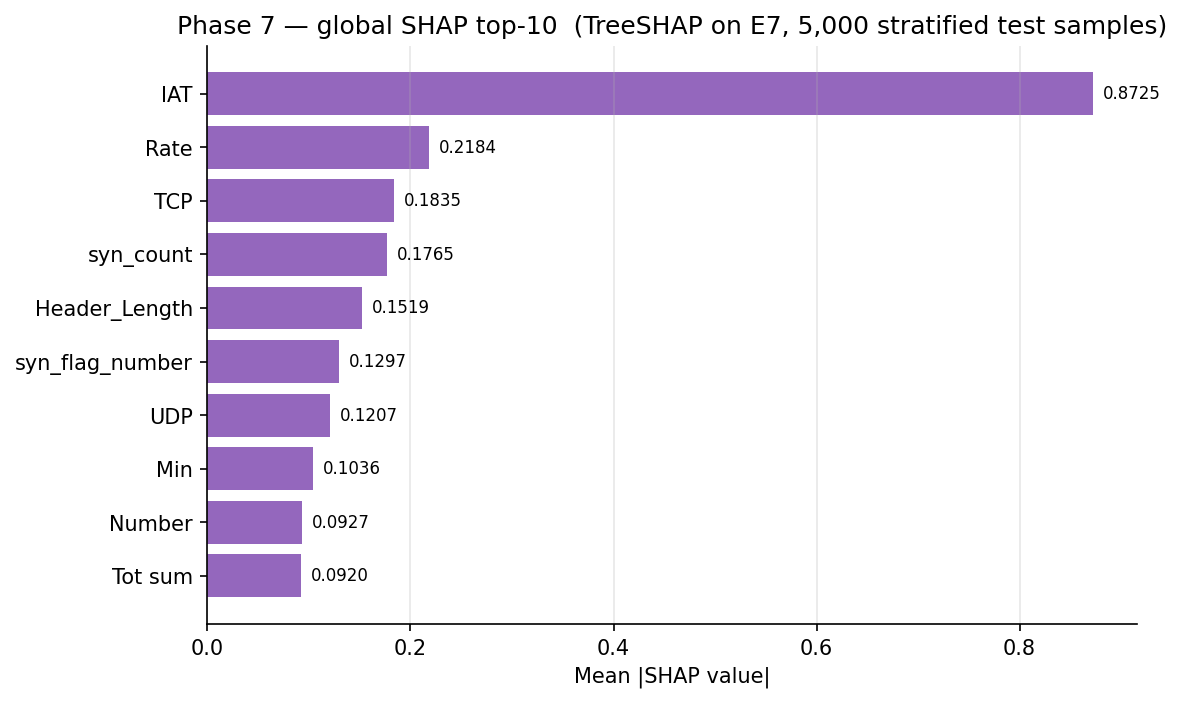 Phase 7 — global SHAP top-10 (TreeSHAP on E7, 5,000 stratified test samples)
IAT 0.8725
Rate 0.2184
TCP 0.1835
syn_count 0.1765
Header_Length 0.1519
syn_flag_number 0.1297
UDP 0.1207
Min 0.1036
Number 0.0927
Tot sum 0.0920
0.0 0.2 0.4 0.6 0.8
Mean |SHAP value|